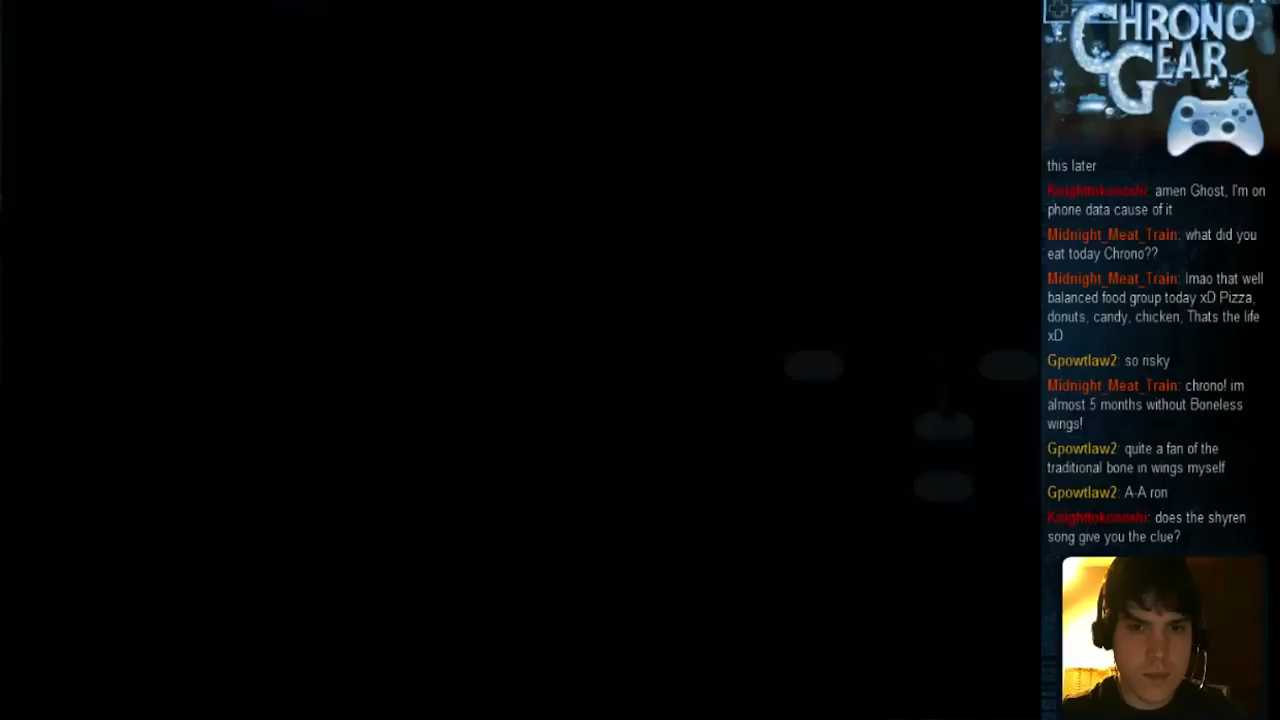 CHRONO
GEAR
this later
Knighttokonoshi: amen Ghost, I'm on
phone data cause of it
Midnight_Meat_Train: what did you
eat today Chrono??
Midnight_Meat_Train: lmao that well
balanced food group today xD Pizza,
donuts, candy, chicken, Thats the life
xD
Gpowtlaw2: so risky
Midnight_Meat_Train: chrono! im
almost 5 months without Boneless
wings!
Gpowtlaw2: quite a fan of the
traditional bone in wings myself
Gpowtlaw2: A-A ron
Knighttokonoshi: does the shyren
song give you the clue?